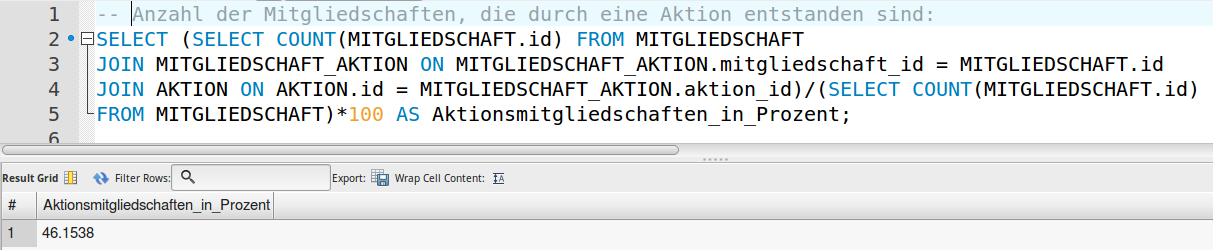 1 -- Anzahl der Mitgliedschaften, die durch eine Aktion entstanden sind:
2 SELECT (SELECT COUNT(MITGLIEDSCHAFT.id) FROM MITGLIEDSCHAFT
3 JOIN MITGLIEDSCHAFT_AKTION ON MITGLIEDSCHAFT_AKTION.mitgliedschaft_id = MITGLIEDSCHAFT.id
4 JOIN AKTION ON AKTION.id = MITGLIEDSCHAFT_AKTION.aktion_id)/(SELECT COUNT(MITGLIEDSCHAFT.id)
5 FROM MITGLIEDSCHAFT)*100 AS Aktionsmitgliedschaften_in_Prozent;
6
Result Grid Filter Rows: Export: Wrap Cell Content:
# Aktionsmitgliedschaften_in_Prozent
1 46.1538